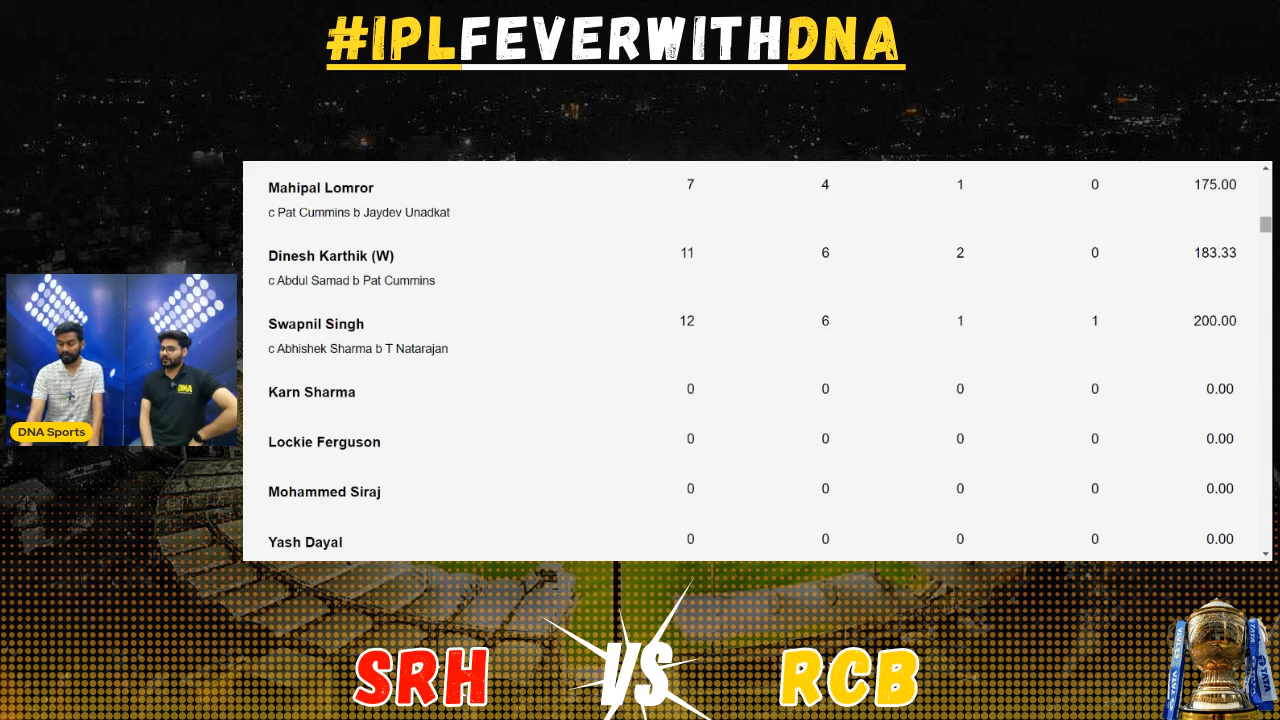 #IPLFEVERWITHDNA
Mahipal Lomror 7 4 1 0 175.00
c Pat Cummins b Jaydev Unadkat
Dinesh Karthik (W) 11 6 2 0 183.33
c Abdul Samad b Pat Cummins
Swapnil Singh 12 6 1 1 200.00
c Abhishek Sharma b T Natarajan
Karn Sharma 0 0 0 0 0.00
Lockie Ferguson 0 0 0 0 0.00
Mohammed Siraj 0 0 0 0 0.00
Yash Dayal 0 0 0 0 0.00
DNA
DNA Sports
SRH VS RCB
TATA